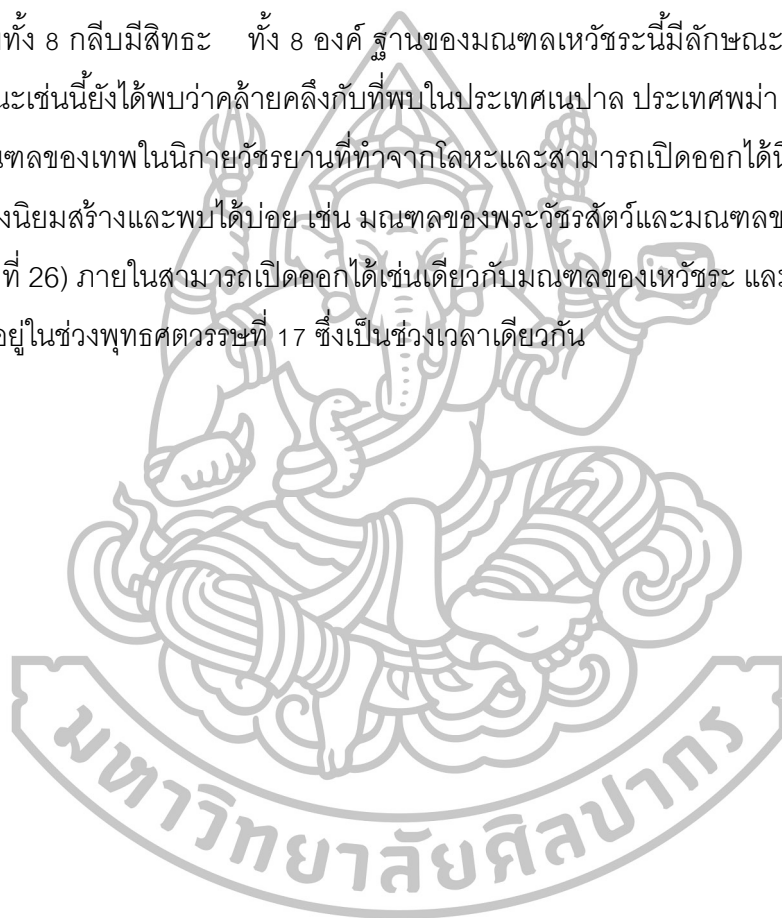 ทั้ง 8 กลีบมีสิทธะ ทั้ง 8 องค์ ฐานของมณฑลเหวัชระนี้มีลักษณะ
เช่นนี้ยังได้พบว่าคล้ายคลึงกับที่พบในประเทศเนปาล ประเทศพม่า
ของเทพในนิกายวัชรยานที่ทำจากโลหะและสามารถเปิดออกได้
นิยมสร้างและพบได้บ่อย เช่น มณฑลของพระวัชรสัตว์และมณฑล
ที่ 26) ภายในสามารถเปิดออกได้เช่นเดียวกับมณฑลของเหวัชระ
อยู่ในช่วงพุทธศตวรรษที่ 17 ซึ่งเป็นช่วงเวลาเดียวกัน
มหาวิทยาลัยศิลปากร